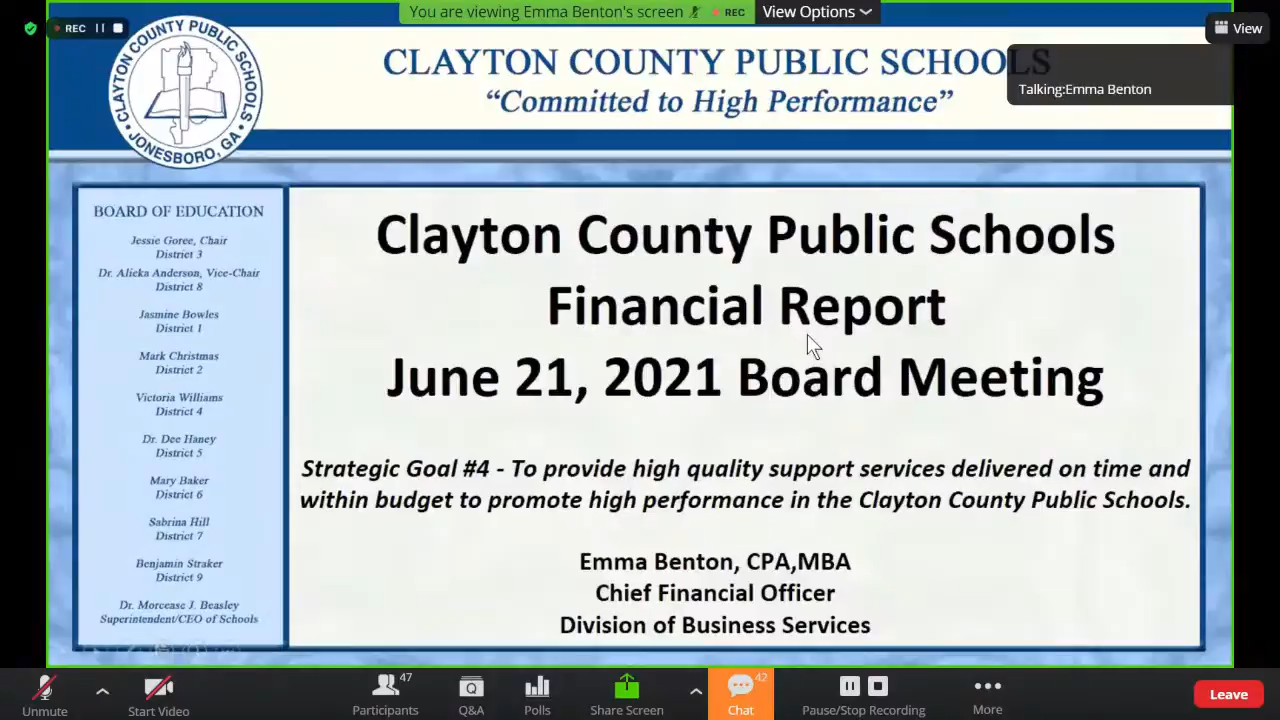 You are viewing Emma Benton's screen
REC
View Options
REC
View
Talking:Emma Benton
CLAYTON COUNTY PUBLIC SCHOOLS
JONESBORO, GA
CLAYTON COUNTY PUBLIC SCHOOLS
“Committed to High Performance”
BOARD OF EDUCATION
Jessie Goree, Chair
District 3
Dr. Alieka Anderson, Vice-Chair
District 8
Jasmine Bowles
District 1
Mark Christmas
District 2
Victoria Williams
District 4
Dr. Dee Haney
District 5
Mary Baker
District 6
Sabrina Hill
District 7
Benjamin Straker
District 9
Dr. Morcease J. Beasley
Superintendent/CEO of Schools
Clayton County Public Schools
Financial Report
June 21, 2021 Board Meeting
Strategic Goal #4 - To provide high quality support services delivered on time and
within budget to promote high performance in the Clayton County Public Schools.
Emma Benton, CPA,MBA
Chief Financial Officer
Division of Business Services
Unmute
Start Video
47
Participants
Q&A
Polls
Share Screen
42
Chat
Pause/Stop Recording
More
Leave